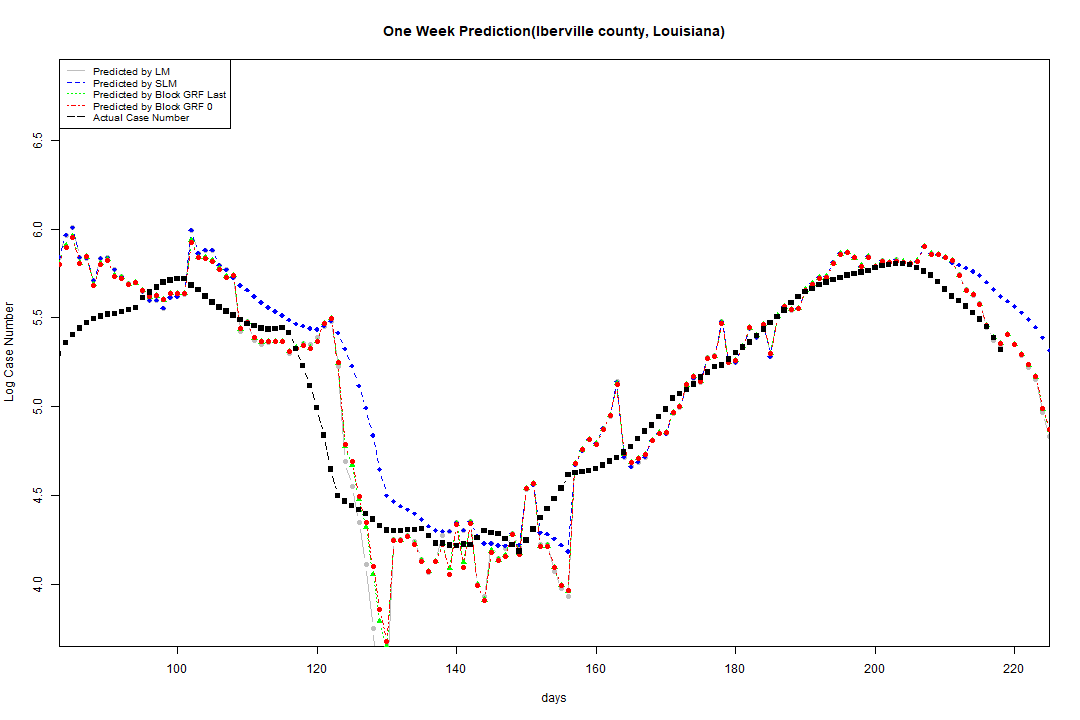 One Week Prediction(Iberville county, Louisiana)
Predicted by LM
Predicted by SLM
Predicted by Block GRF Last
Predicted by Block GRF 0
Actual Case Number
Log Case Number
6.5
6.0
5.5
5.0
4.5
4.0
100 120 140 160 180 200 220
days